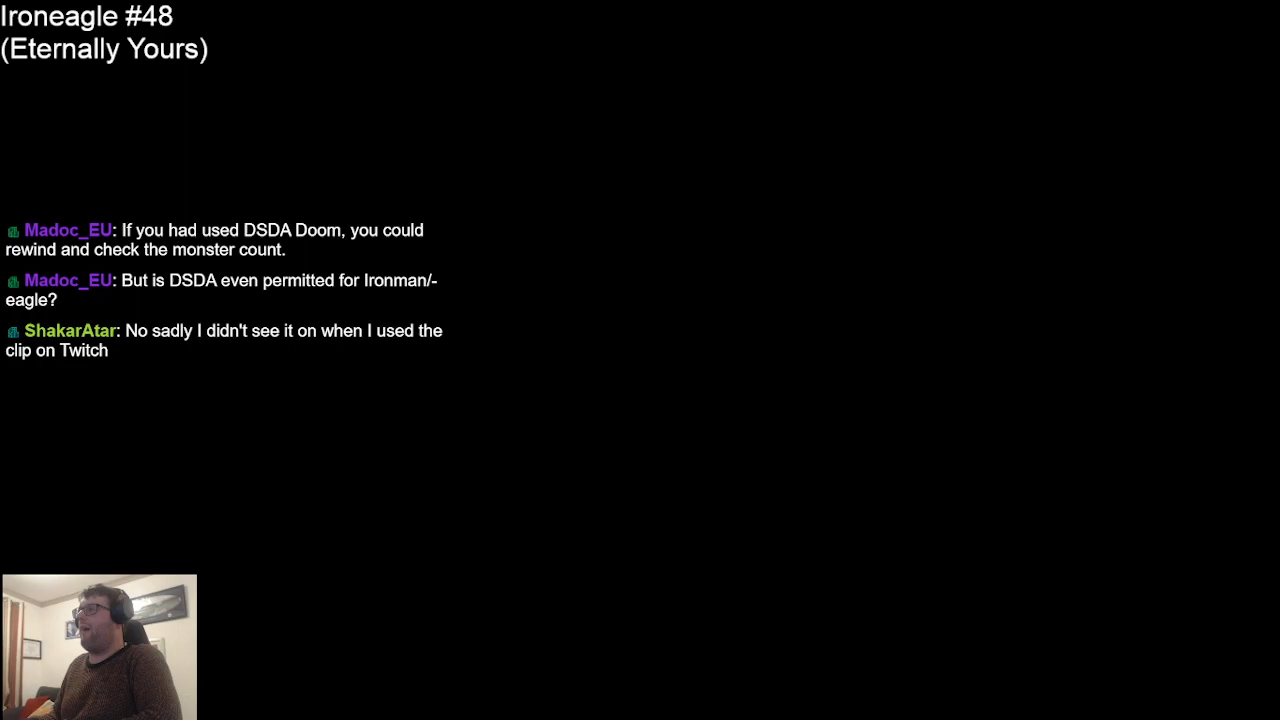 Ironeagle #48
(Eternally Yours)
Madoc_EU: If you had used DSDA Doom, you could
rewind and check the monster count.
Madoc_EU: But is DSDA even permitted for Ironman/-
eagle?
ShakarAtar: No sadly I didn't see it on when I used the
clip on Twitch